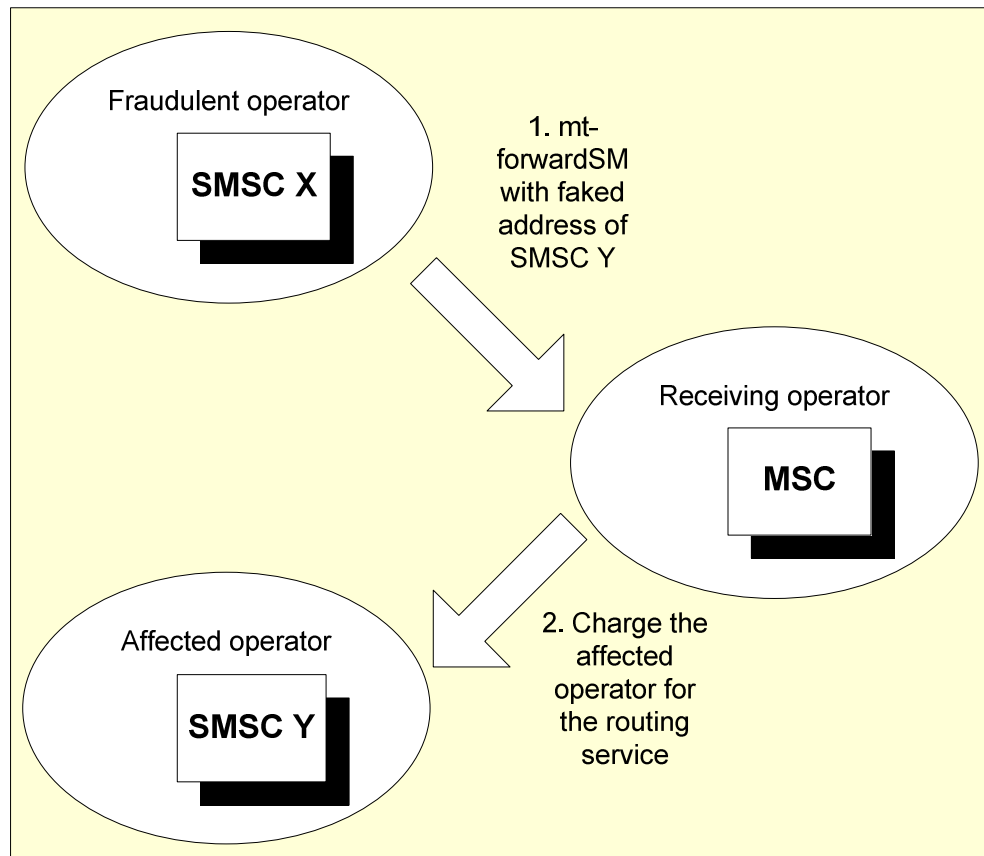 Fraudulent operator
SMSC X
1. mt-
forwardSM
with faked
address of
SMSC Y
Receiving operator
MSC
2. Charge the
affected
operator for
the routing
service
Affected operator
SMSC Y